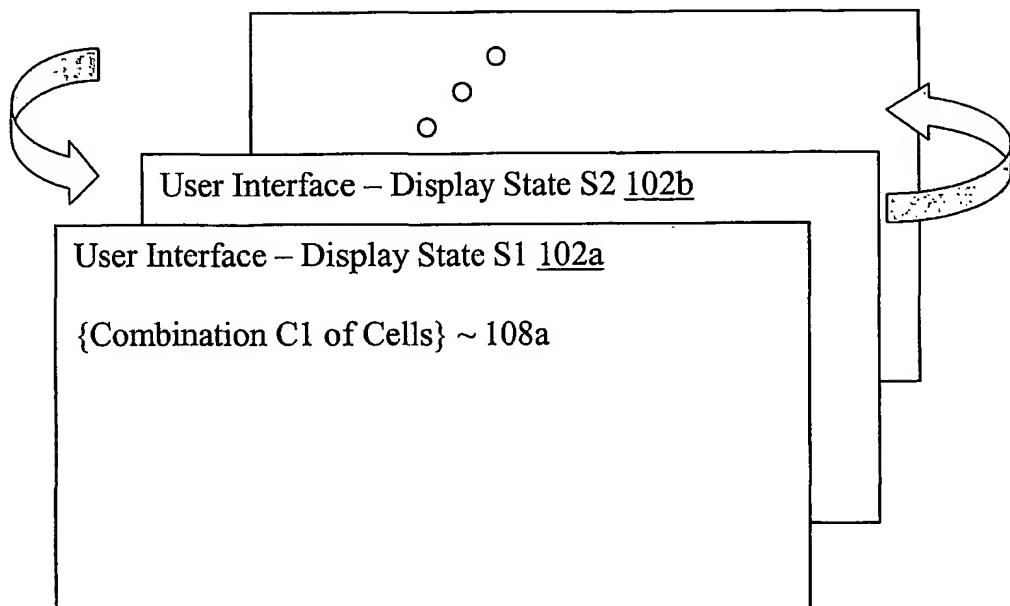 User Interface – Display State S2 102b
User Interface – Display State S1 102a
{Combination C1 of Cells} ~ 108a